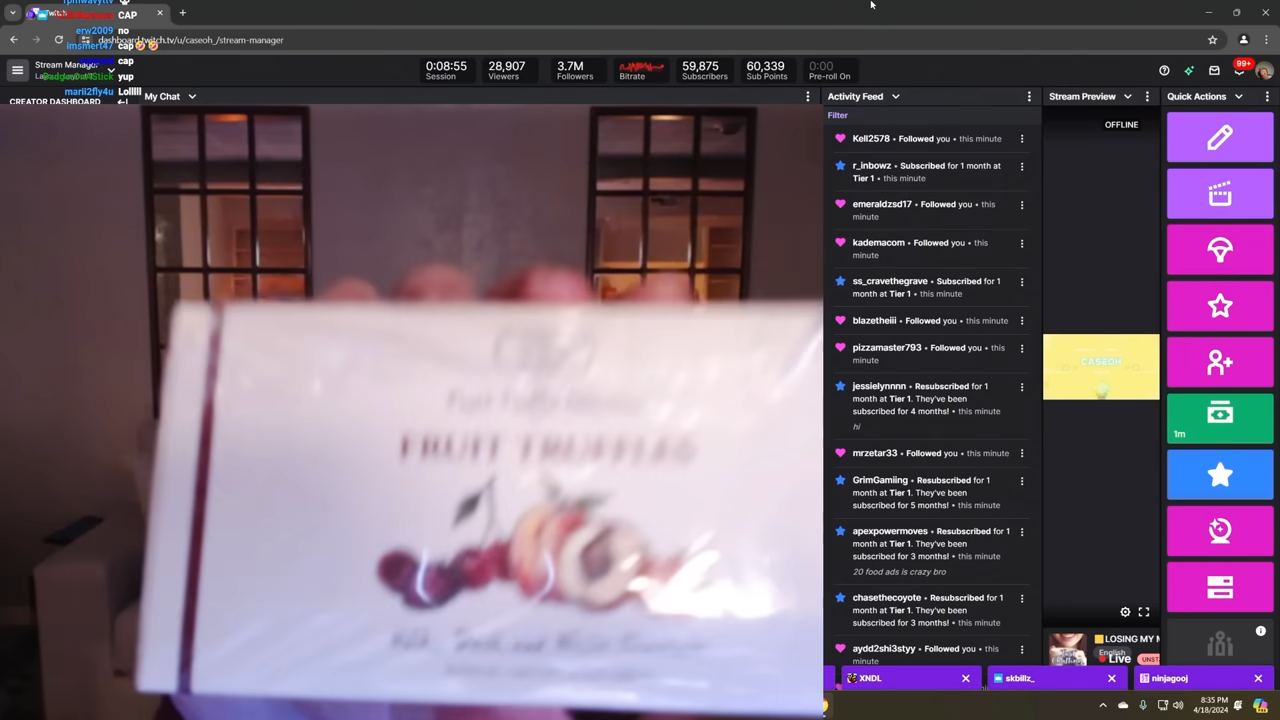 Twitch
CAP
erw2009 no
imsmert47 cap🤣🤣
cap
yup
marii2fly4u Lolllll
dashboard.twitch.tv/u/caseoh_/stream-manager
Stream Manager
0:08:55
Session
28,907
Viewers
3.7M
Followers
Bitrate
59,875
Subscribers
60,339
Sub Points
0:00
Pre-roll On
99+
CREATOR DASHBOARD
My Chat
Activity Feed
Stream Preview
Quick Actions
Filter
OFFLINE
Kell2578 • Followed you • this minute
r_inbowz • Subscribed for 1 month at
Tier 1 • this minute
emeraldzsd17 • Followed you • this
minute
kademacom • Followed you • this
minute
ss_cravethegrave • Subscribed for 1
month at Tier 1 • this minute
blazetheiii • Followed you • this minute
pizzamaster793 • Followed you • this
minute
jessielynnnn • Resubscribed for 1
month at Tier 1. They've been
subscribed for 4 months! • this minute
hi
mrzetar33 • Followed you • this minute
GrimGamiing • Resubscribed for 1
month at Tier 1. They've been
subscribed for 5 months! • this minute
apexpowermoves • Resubscribed for 1
month at Tier 1. They've been
subscribed for 3 months! • this minute
20 food ads is crazy bro
chasethecoyote • Resubscribed for 1
month at Tier 1. They've been
subscribed for 3 months! • this minute
aydd2shi3styy • Followed you • this
minute
CASEOH
1m
LOSING MY M
English
Live
UNST
XNDL
skbillz_
ninjagooj
8:35 PM
4/18/2024